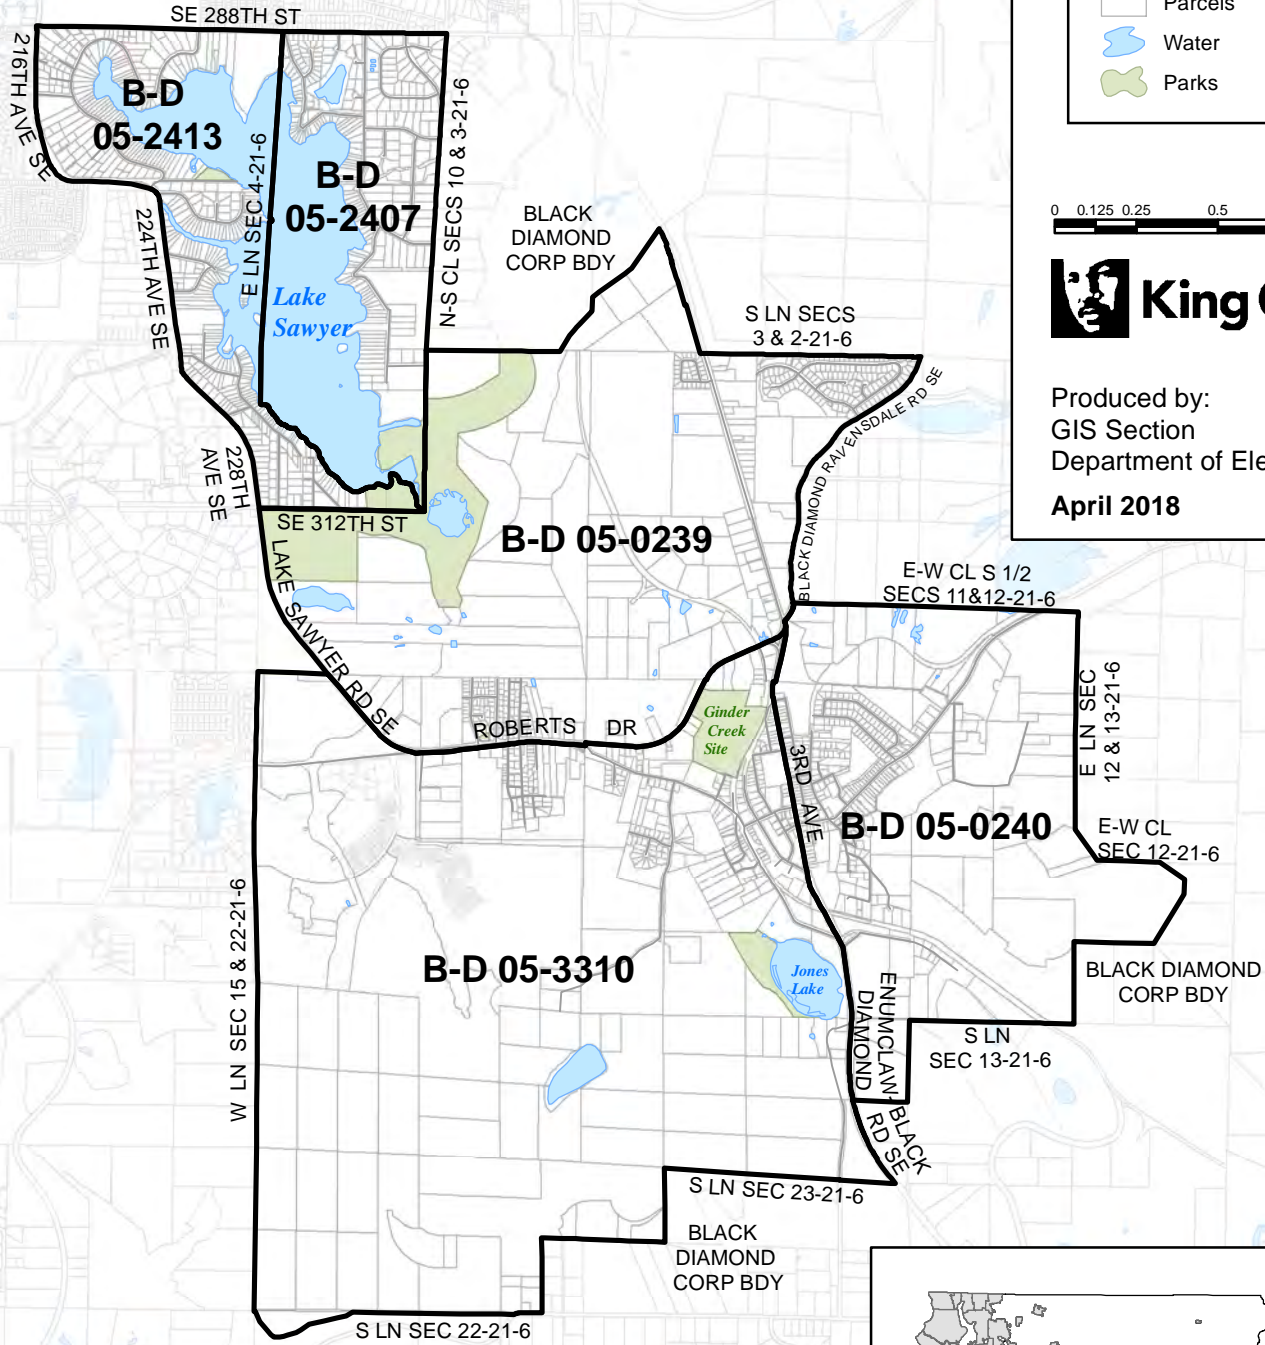 SE 288TH ST
216TH AVE SE
B-D
05-2413
B-D
05-2407
E LN SEC 4-21-6
N-S CL SECS 10 & 3-21-6
224TH AVE SE
Lake
Sawyer
228TH
AVE SE
SE 312TH ST
BLACK
DIAMOND
CORP BDY
S LN SECS
3 & 2-21-6
BLACK DIAMOND RAVENSDALE RD SE
B-D 05-0239
LAKE SAWYER RD SE
E-W CL S 1/2
SECS 11&12-21-6
ROBERTS DR
Ginder
Creek
Site
3RD AVE
E LN SEC
12 & 13-21-6
B-D 05-0240
E-W CL
SEC 12-21-6
W LN SEC 15 & 22-21-6
B-D 05-3310
Jones
Lake
BLACK DIAMOND
CORP BDY
ENUMCLAW-BLACK
DIAMOND RD SE
S LN
SEC 13-21-6
S LN SEC 23-21-6
BLACK
DIAMOND
CORP BDY
S LN SEC 22-21-6
Parcels
Water
Parks
0 0.125 0.25 0.5
King
Produced by:
GIS Section
Department of Ele
April 2018